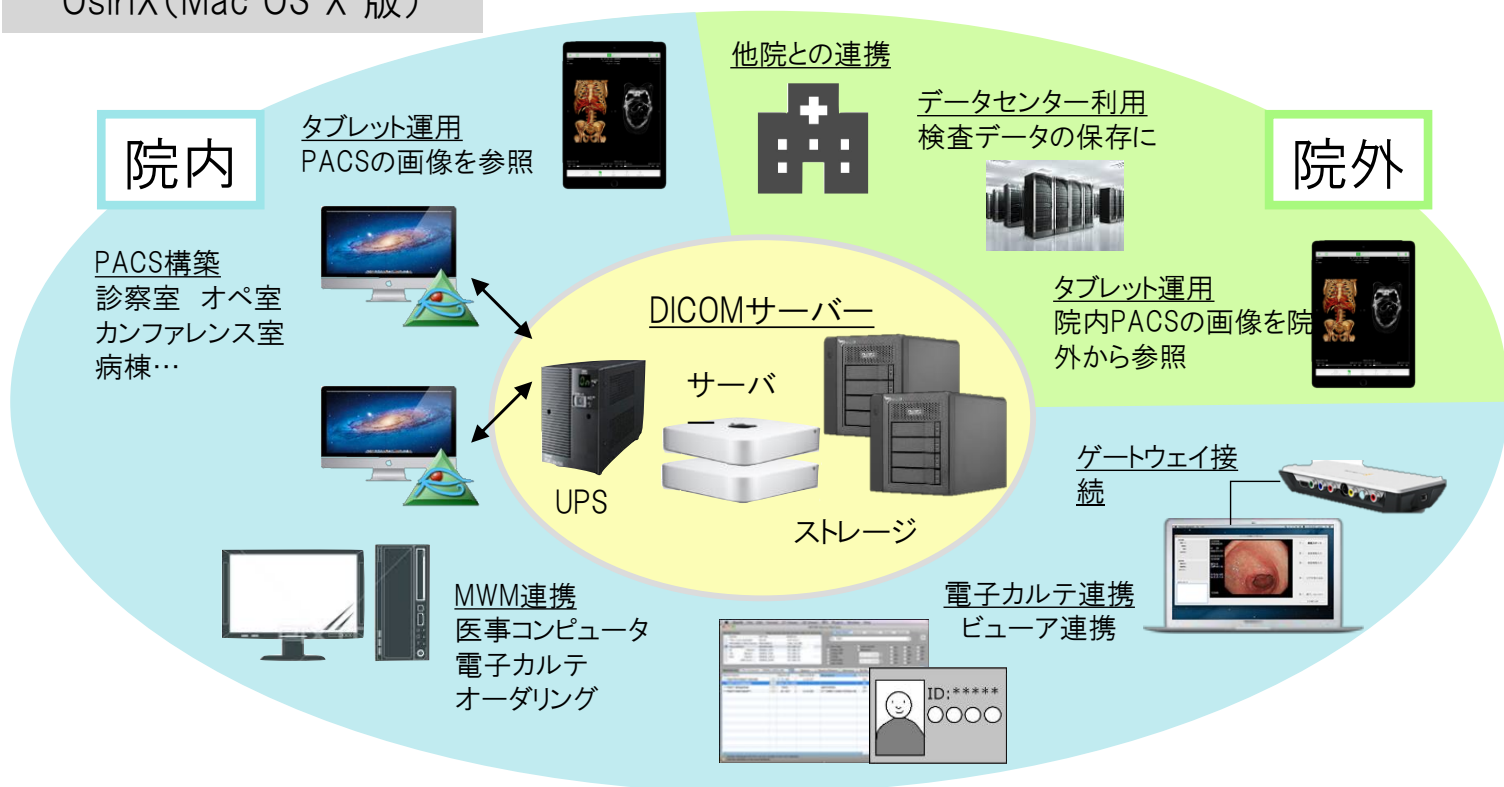 OsiriX(Mac OS X 版)
院内
タブレット運用
PACSの画像を参照
PACS構築
診察室　オペ室
カンファレンス室
病棟…
他院との連携
データセンター利用
検査データの保存に
院外
タブレット運用
院内PACSの画像を院
外から参照
DICOMサーバー
サーバ
ー
UPS
ストレージ
ゲートウェイ接
続
MWM連携
医事コンピュータ
電子カルテ
オーダリング
電子カルテ連携
ビューア連携
ID:*****